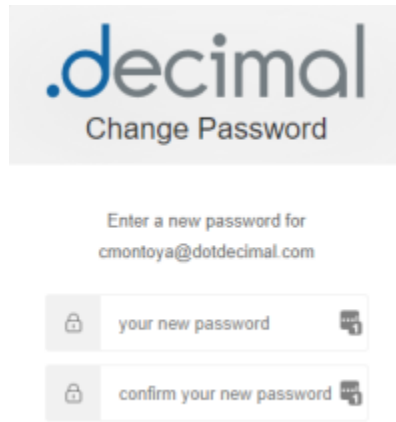 .decimal
Change Password
Enter a new password for
cmontoya@dotdecimal.com
your new password
confirm your new password